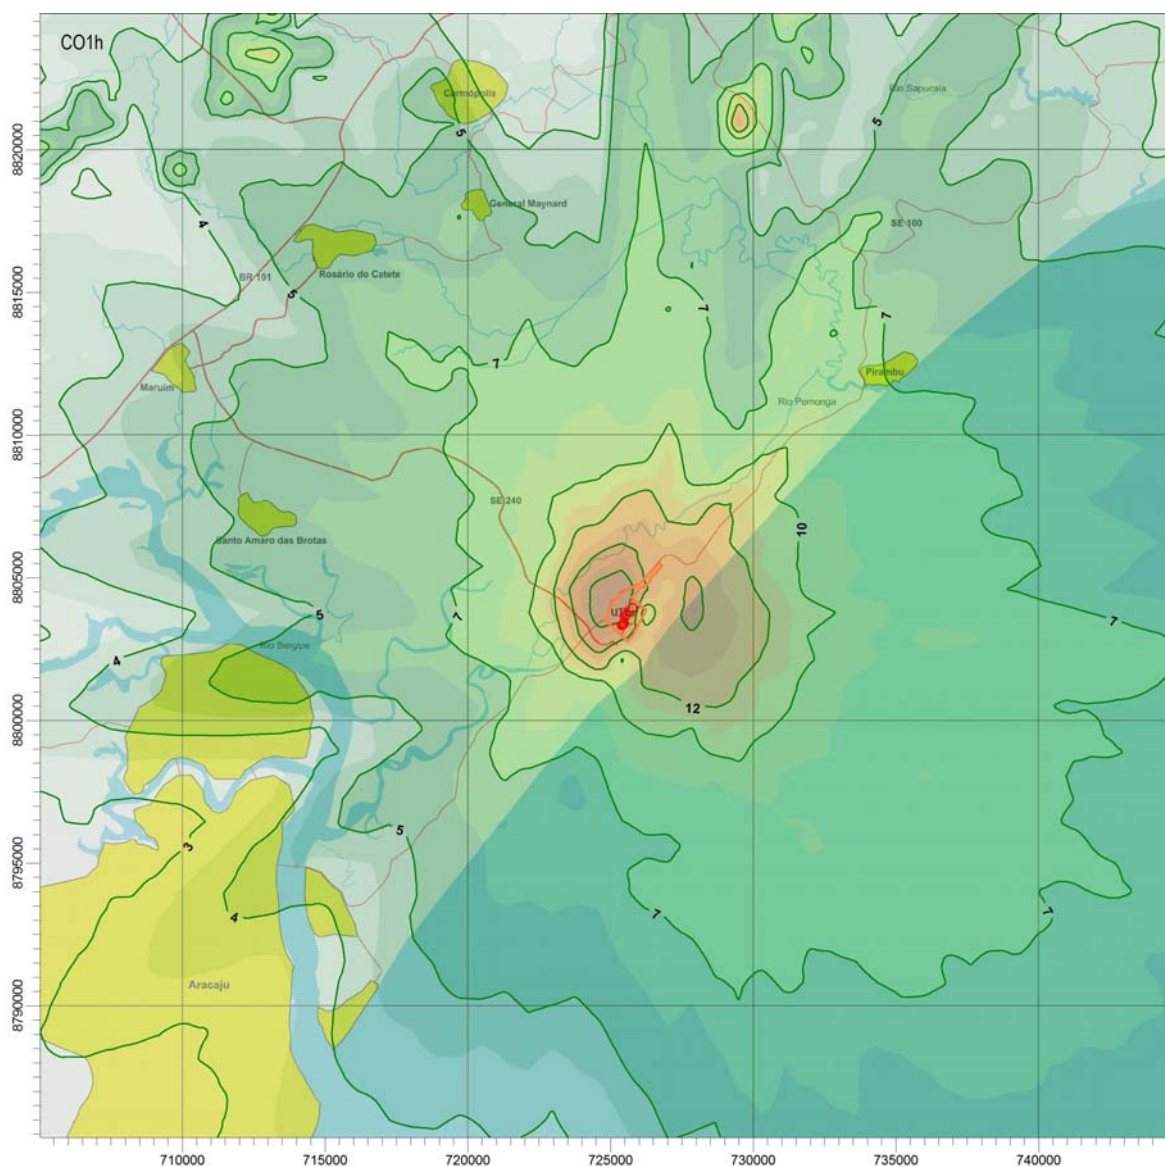 CO1h
Carmópolis
Rio Sapucaia
5
5
8820000
General Maynard
4
SE 100
Rosário do Catete
BR 191
5
8815000
7
7
7
Maruim
Pirambu
Rio Pomonga
8810000
SE 240
10
Santo Amaro das Brotas
8805000
5
7
7
Rio Sergipe
4
12
8800000
5
3
8795000
4
7
7
Aracaju
8790000
710000 715000 720000 725000 730000 735000 740000